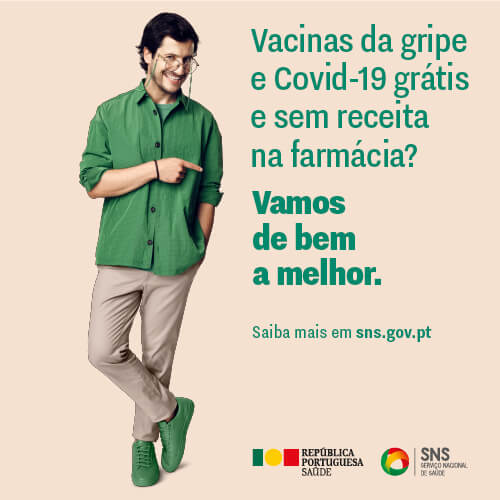 Vacinas da gripe
e Covid-19 grátis
e sem receita
na farmácia?
Vamos
de bem
a melhor.
Saiba mais em sns.gov.pt
REPÚBLICA
PORTUGUESA
SAÚDE
SNS
SERVIÇO NACIONAL
DE SAÚDE